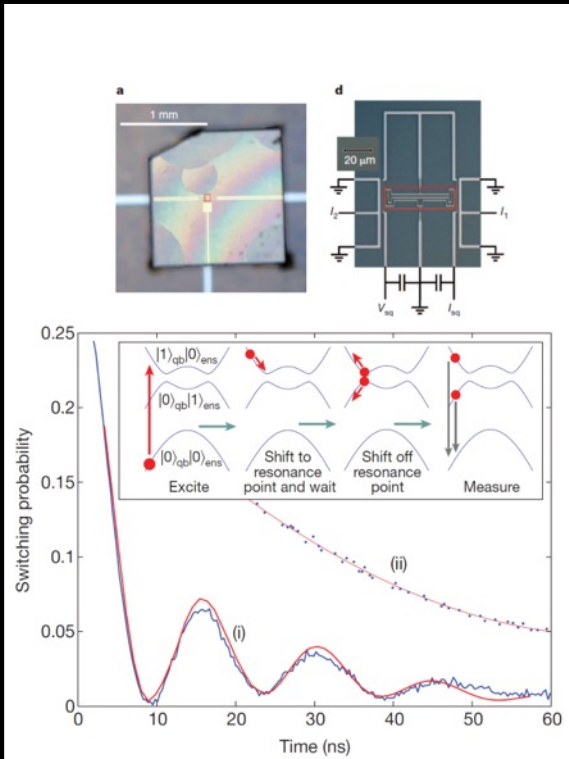 a
d
1 mm
20 μm
I2
I1
Vsq
Isq
0.25
0.2
0.15
0.1
0.05
0
Switching probability
|1⟩qb|0⟩ens
|0⟩qb|1⟩ens
|0⟩qb|0⟩ens
Excite
Shift to
resonance
point and wait
Shift off
resonance
point
Measure
(ii)
(i)
0
10
20
30
40
50
60
Time (ns)